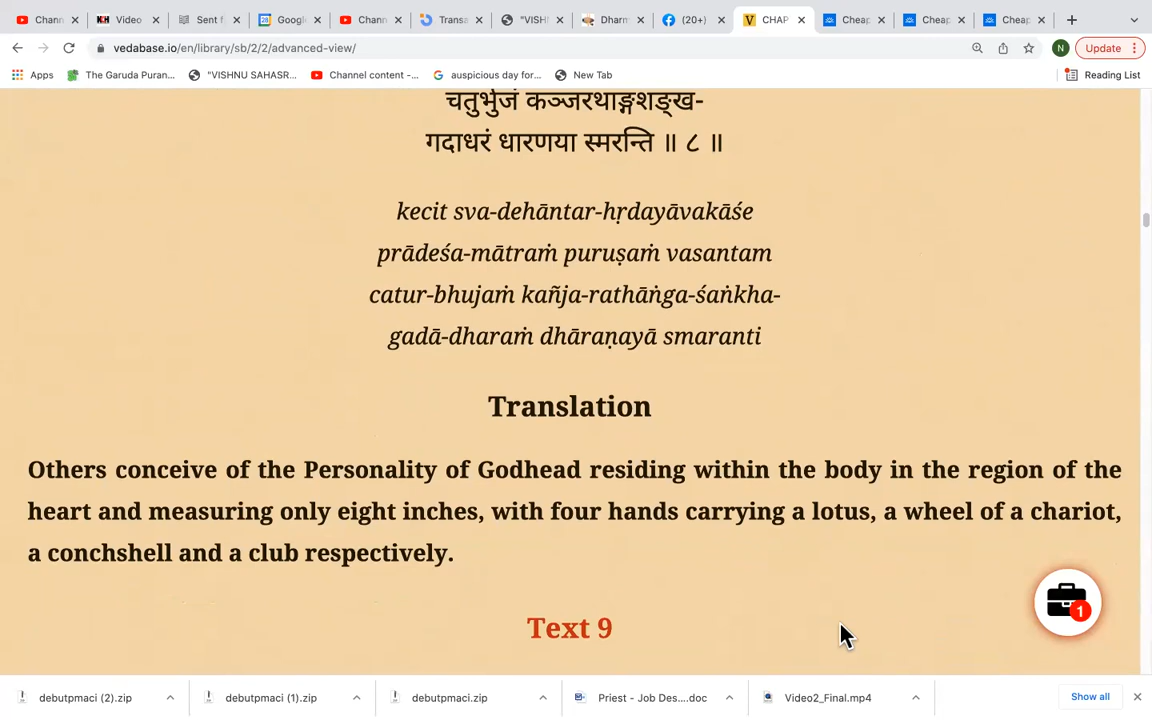 Chann
Video
Sent f
Googl
Chann
Transa
"VISHN
Dharm
(20+)
CHAP
Cheap
Cheap
Cheap
vedabase.io/en/library/sb/2/2/advanced-view/
N
Update
Apps
The Garuda Puran...
"VISHNU SAHASR...
Channel content -...
auspicious day for...
New Tab
Reading List
चतुर्भुजं कञ्जरथाङ्गशङ्ख-
गदाधरं धारणया स्मरन्ति ॥ ८ ॥
kecit sva-dehāntar-hṛdayāvakāśe
prādeśa-mātraṁ puruṣaṁ vasantam
catur-bhujaṁ kañja-rathāṅga-śaṅkha-
gadā-dharaṁ dhāraṇayā smaranti
Translation
Others conceive of the Personality of Godhead residing within the body in the region of the
heart and measuring only eight inches, with four hands carrying a lotus, a wheel of a chariot,
a conchshell and a club respectively.
1
Text 9
debutpmaci (2).zip
debutpmaci (1).zip
debutpmaci.zip
Priest - Job Des....doc
Video2_Final.mp4
Show all